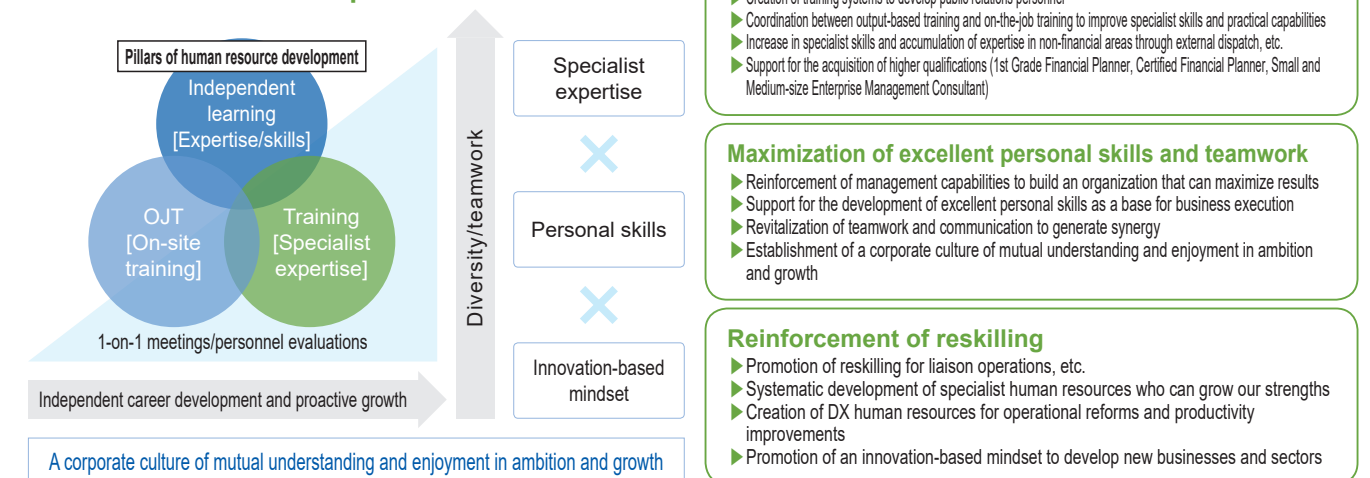 Pillars of human resource development
Independent
learning
[Expertise/skills]
OJT
[On-site
training]
Training
[Specialist
expertise]
1-on-1 meetings/personnel evaluations
Independent career development and proactive growth
Diversity/teamwork
Specialist
expertise
×
Personal skills
×
Innovation-based
mindset
A corporate culture of mutual understanding and enjoyment in ambition and growth
▶Creation of training systems to develop public relations personnel
▶Coordination between output-based training and on-the-job training to improve specialist skills and practical capabilities
▶Increase in specialist skills and accumulation of expertise in non-financial areas through external dispatch, etc.
▶Support for the acquisition of higher qualifications (1st Grade Financial Planner, Certified Financial Planner, Small and
Medium-size Enterprise Management Consultant)
Maximization of excellent personal skills and teamwork
▶Reinforcement of management capabilities to build an organization that can maximize results
▶Support for the development of excellent personal skills as a base for business execution
▶Revitalization of teamwork and communication to generate synergy
▶Establishment of a corporate culture of mutual understanding and enjoyment in ambition
and growth
Reinforcement of reskilling
▶Promotion of reskilling for liaison operations, etc.
▶Systematic development of specialist human resources who can grow our strengths
▶Creation of DX human resources for operational reforms and productivity
improvements
▶Promotion of an innovation-based mindset to develop new businesses and sectors